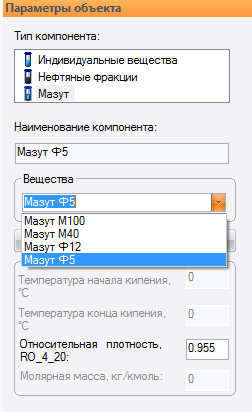 Параметры объекта
Тип компонента:
Индивидуальные вещества
Нефтяные фракции
Мазут
Наименование компонента:
Мазут Ф5
Вещества
Мазут Ф5
Мазут М100
Мазут М40
Мазут Ф12
Мазут Ф5
Температура начала кипения,
°C
0
Температура конца кипения,
°C
0
Относительная плотность,
RO_4_20:
0.955
Молярная масса, кг/кмоль:
0